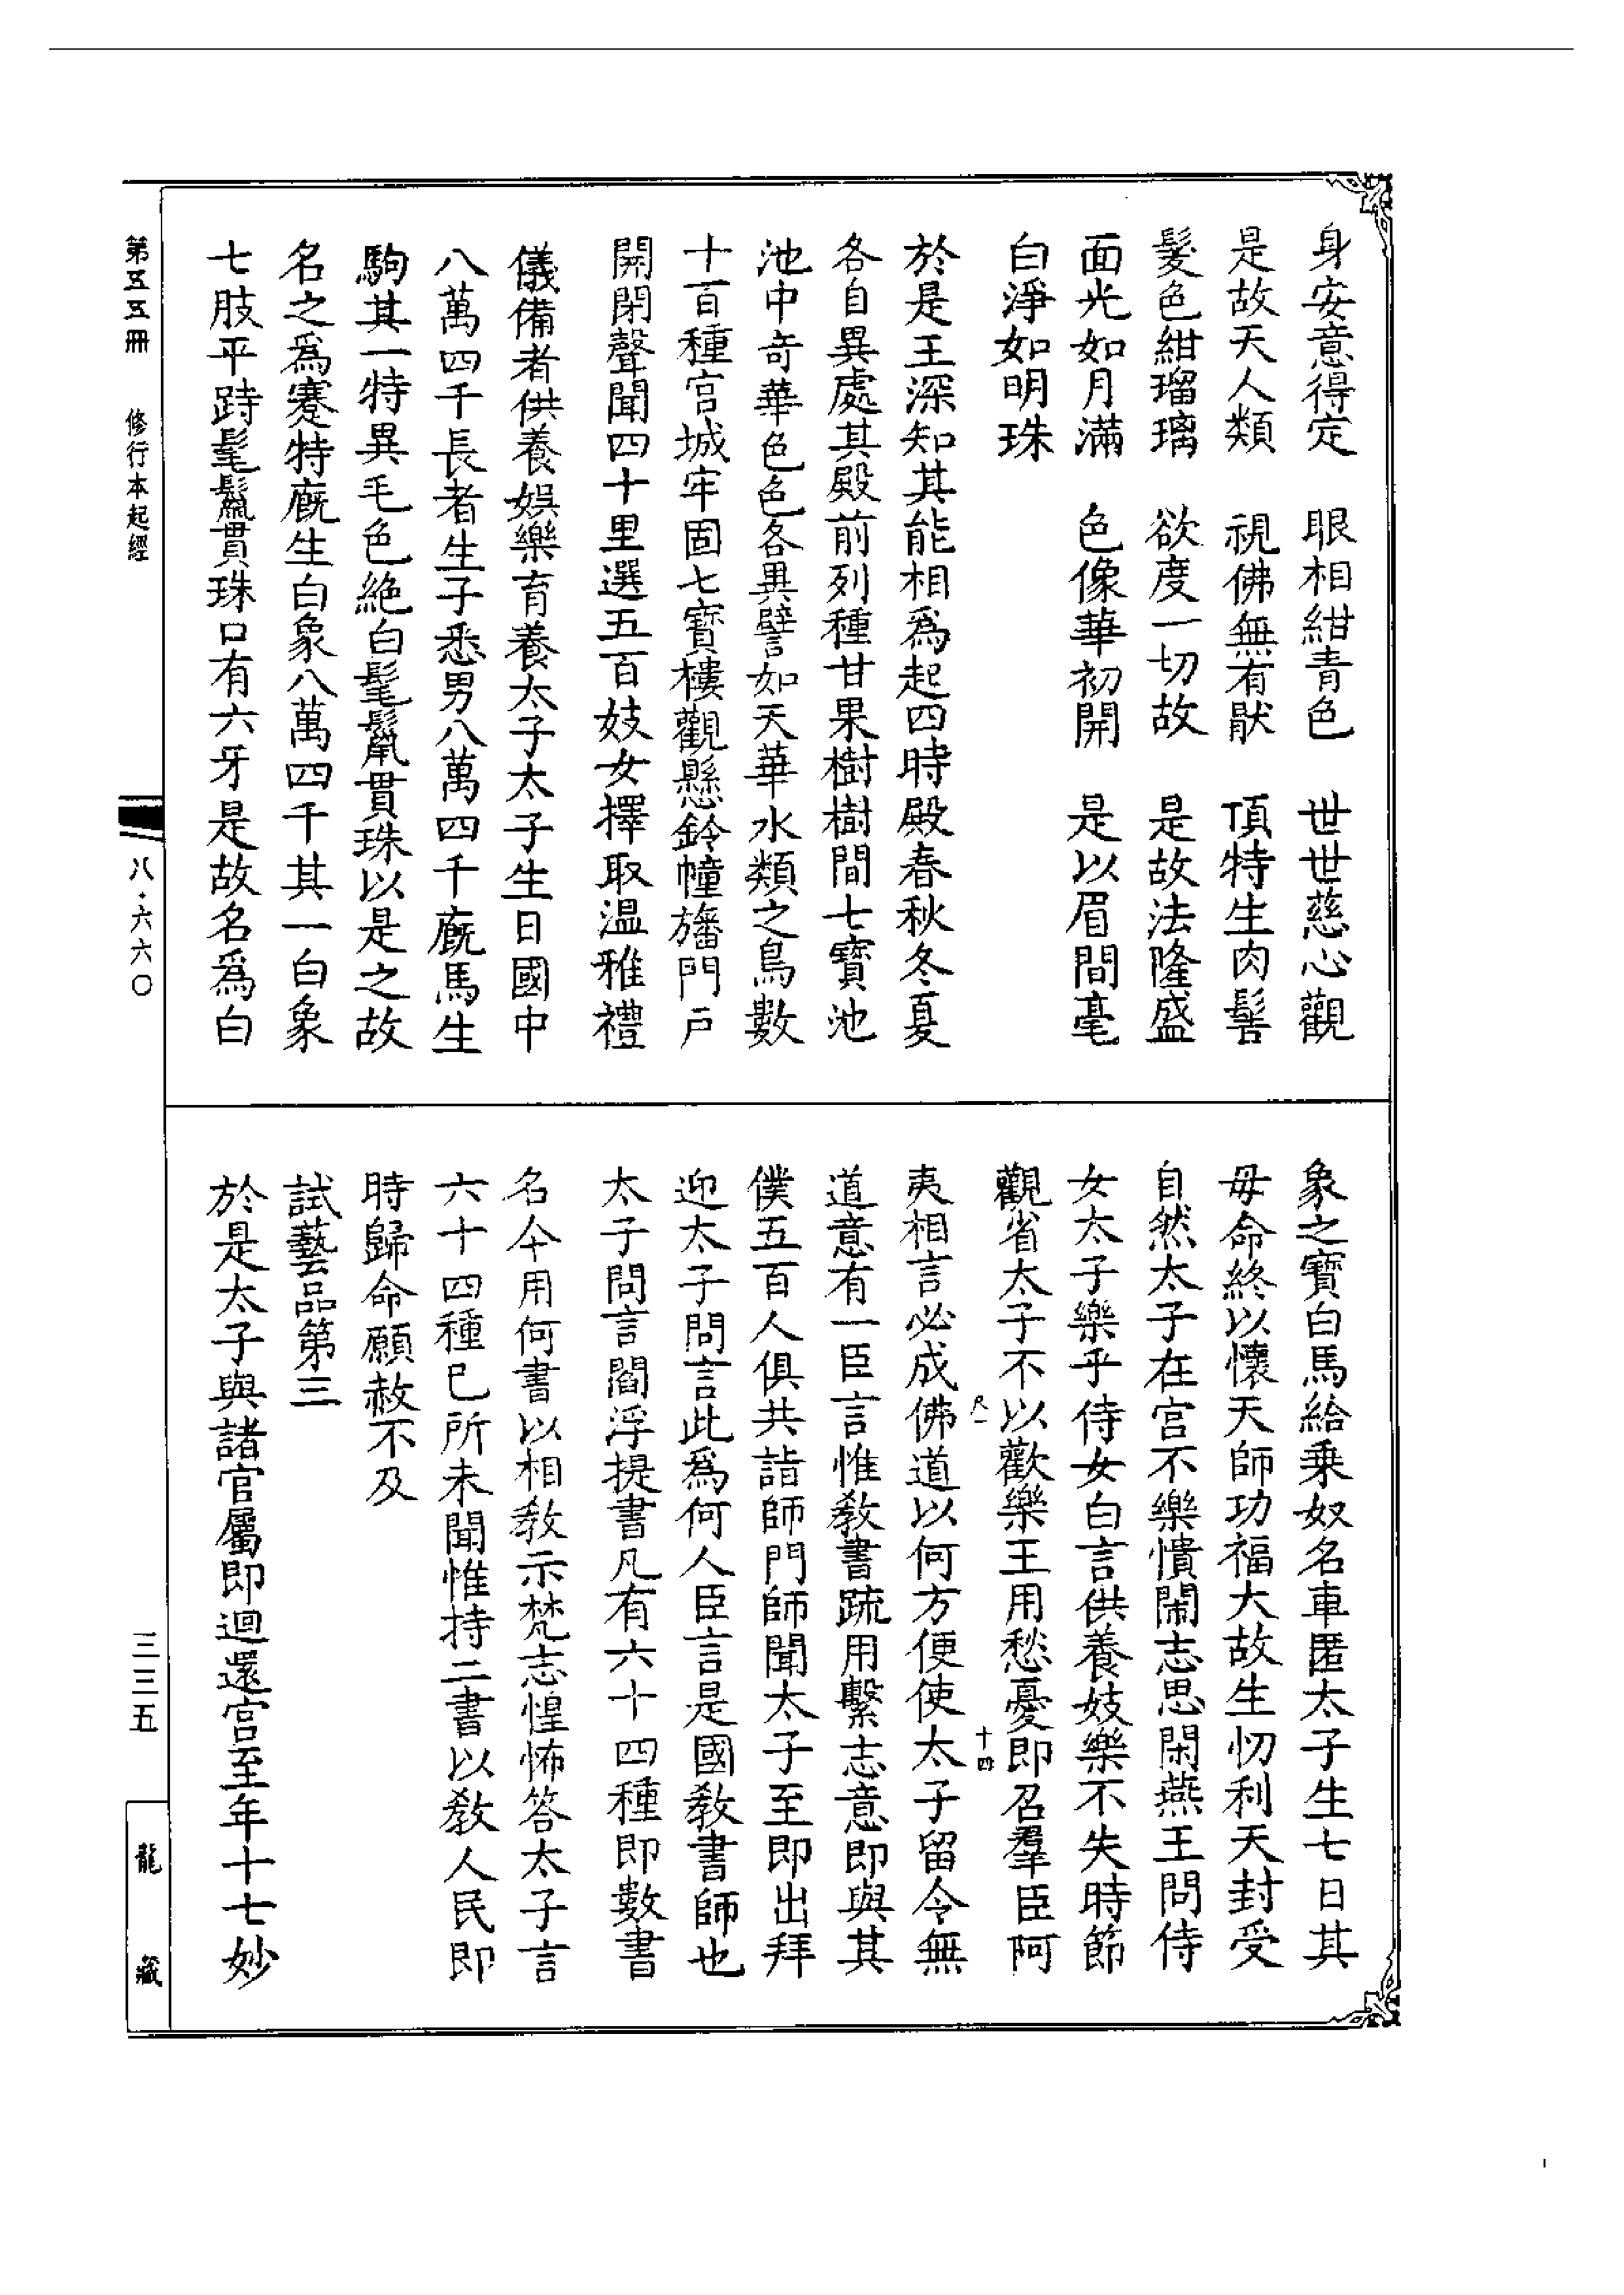 身安意得定　眼相紺青色　世世慈心觀
是故天人類　視佛無有猒　頂特生肉髻
髮色紺瑠璃　欲度一切故　是故法隆盛
面光如月滿　色像華初開　是以眉間毫
白淨如明珠
於是王深知其能相爲起四時殿春秋冬夏
各自異處其殿前列種甘果樹樹間七寶池
池中奇華色色各異譬如天華水類之鳥數
十百種宮城牢固七寶樓觀懸鈴幢旛門戶
開閉聲聞四十里選五百妓女擇取温雅禮
儀備者供養娛樂育養太子太子生日國中
八萬四千長者生子悉男八萬四千廐馬生
駒其一特異毛色絶白髦鬣貫珠以是之故
名之爲蹇特廐生白象八萬四千其一白象
七肢平跱髦鬣貫珠口有六牙是故名爲白
象之寶白馬給乗奴名車匿太子生七日其
母命終以懷天師功福大故生忉利天封受
自然太子在宮不樂憒閙志思閑燕王問侍
女太子樂乎侍女白言供養妓樂不失時節
觀省太子不以歡樂王用愁憂即召羣臣阿
夷相言必成佛道以何方便使太子留令無
道意有一臣言惟教書疏用繫志意即與其
僕五百人俱共詣師門師聞太子至即出拜
迎太子問言此爲何人臣言是國教書師也
太子問言閻浮提書凡有六十四種即數書
名今用何書以相教示梵志惶怖答太子言
六十四種已所未聞惟持二書以教人民即
時歸命願赦不及
試藝品第三
於是太子與諸官屬即迴還宮至年十七妙
十四
第五五冊　修行本起經
八·六六〇
三三五
龍藏